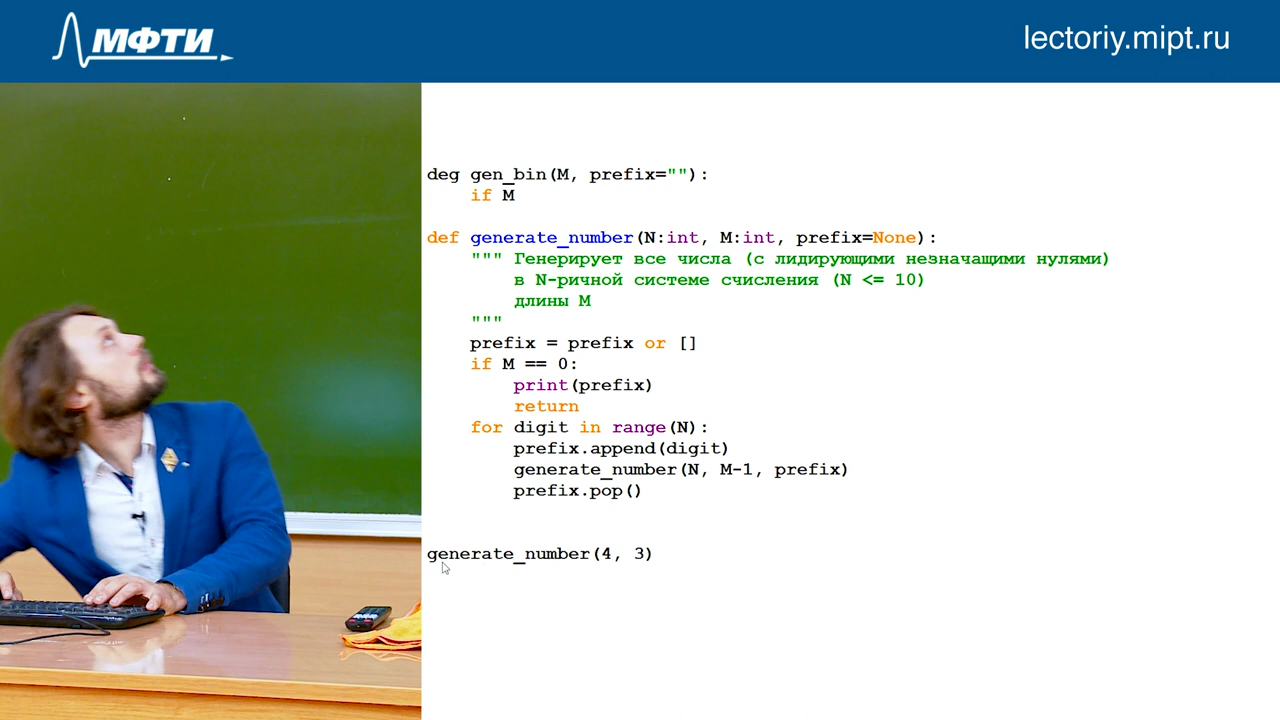 МФТИ
lectoriy.mipt.ru
deg gen_bin(M, prefix=""):
    if M
def generate_number(N:int, M:int, prefix=None):
    """ Генерирует все числа (с лидирующими незначащими нулями)
        в N-ричной системе счисления (N <= 10)
        длины M
    """
    prefix = prefix or []
    if M == 0:
        print(prefix)
        return
    for digit in range(N):
        prefix.append(digit)
        generate_number(N, M-1, prefix)
        prefix.pop()
generate_number(4, 3)